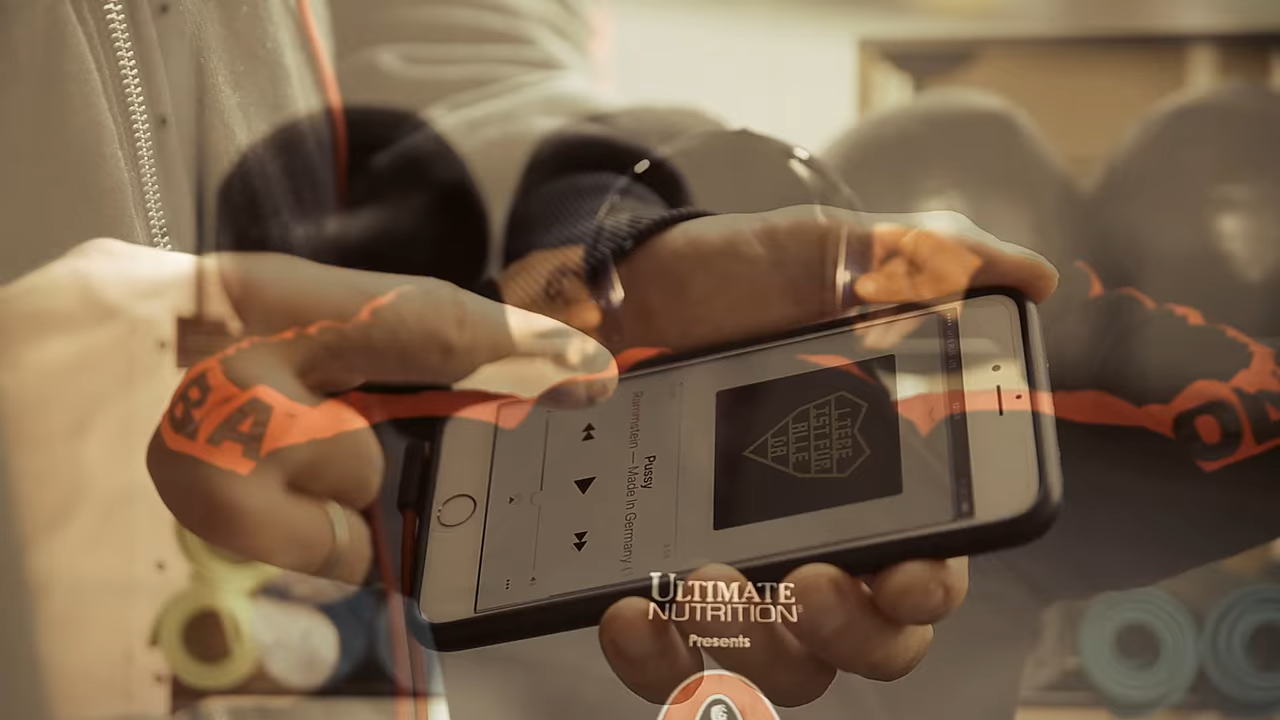 &A
LIEBE
IST FÜR
ALLE
DA
Pussy
Rammstein — Made In Germany (
ULTIMATE
NUTRITION®
Presents